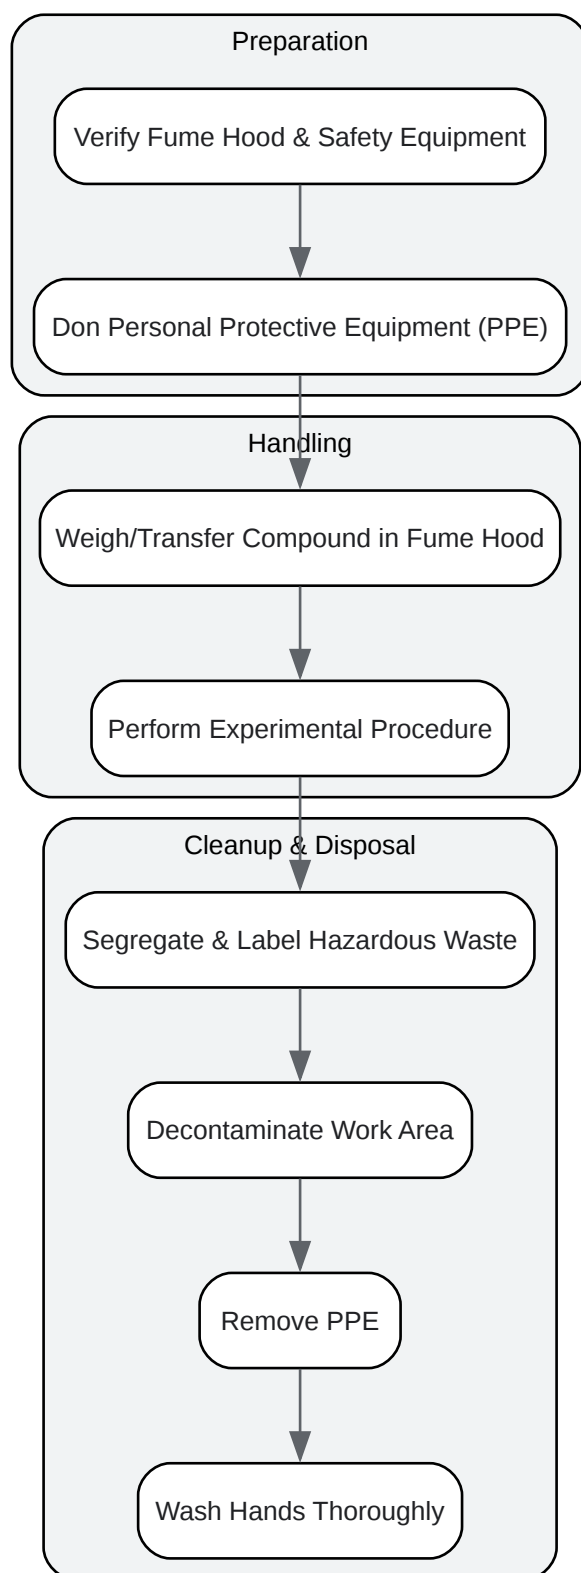 Preparation
Verify Fume Hood & Safety Equipment
Don Personal Protective Equipment (PPE)
Handling
Weigh/Transfer Compound in Fume Hood
Perform Experimental Procedure
Cleanup & Disposal
Segregate & Label Hazardous Waste
Decontaminate Work Area
Remove PPE
Wash Hands Thoroughly